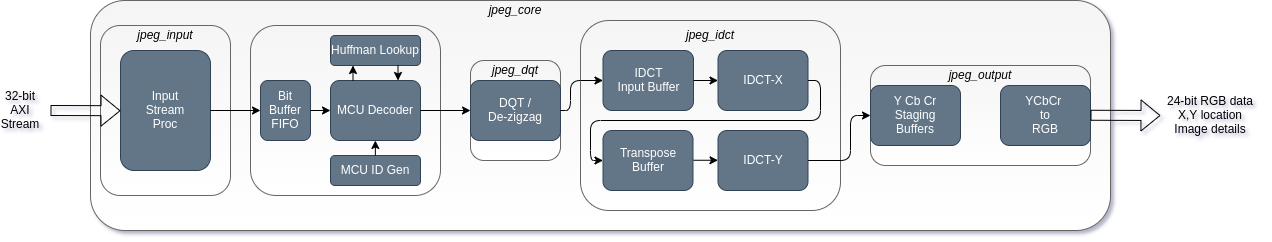 jpeg_core
jpeg_input
32-bit
AXI
Stream
Input
Stream
Proc
Huffman Lookup
Bit
Buffer
FIFO
MCU Decoder
MCU ID Gen
jpeg_dqt
DQT /
De-zigzag
jpeg_idct
IDCT
Input Buffer
IDCT-X
Transpose
Buffer
IDCT-Y
jpeg_output
Y Cb Cr
Staging
Buffers
YCbCr
to
RGB
24-bit RGB data
X,Y location
Image details